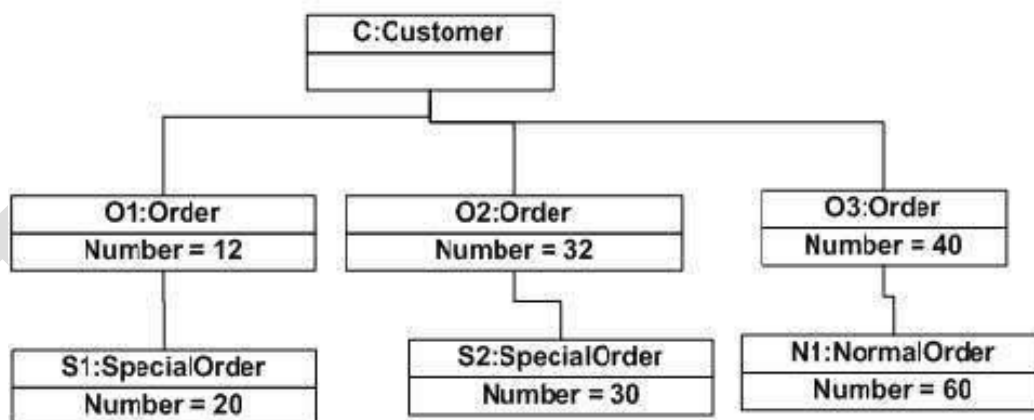 C:Customer
O1:Order
Number = 12
O2:Order
Number = 32
O3:Order
Number = 40
S1:SpecialOrder
Number = 20
S2:SpecialOrder
Number = 30
N1:NormalOrder
Number = 60